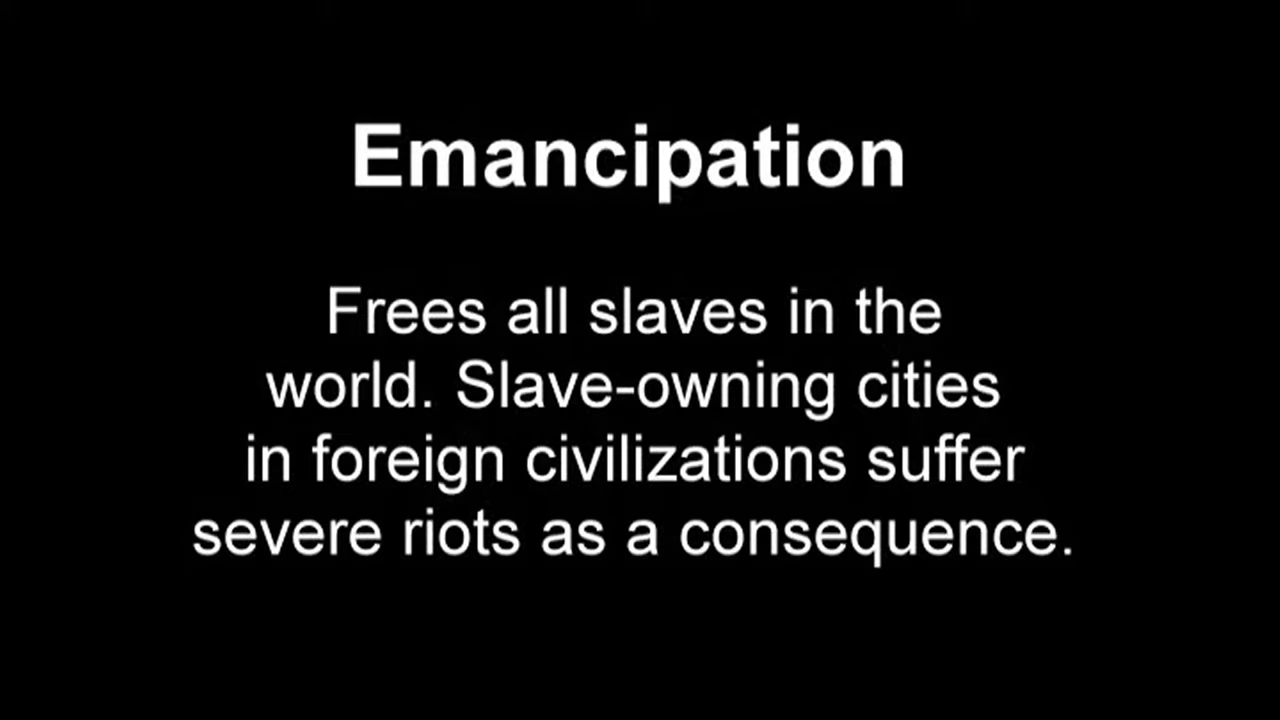 Emancipation
Frees all slaves in the
world. Slave-owning cities
in foreign civilizations suffer
severe riots as a consequence.